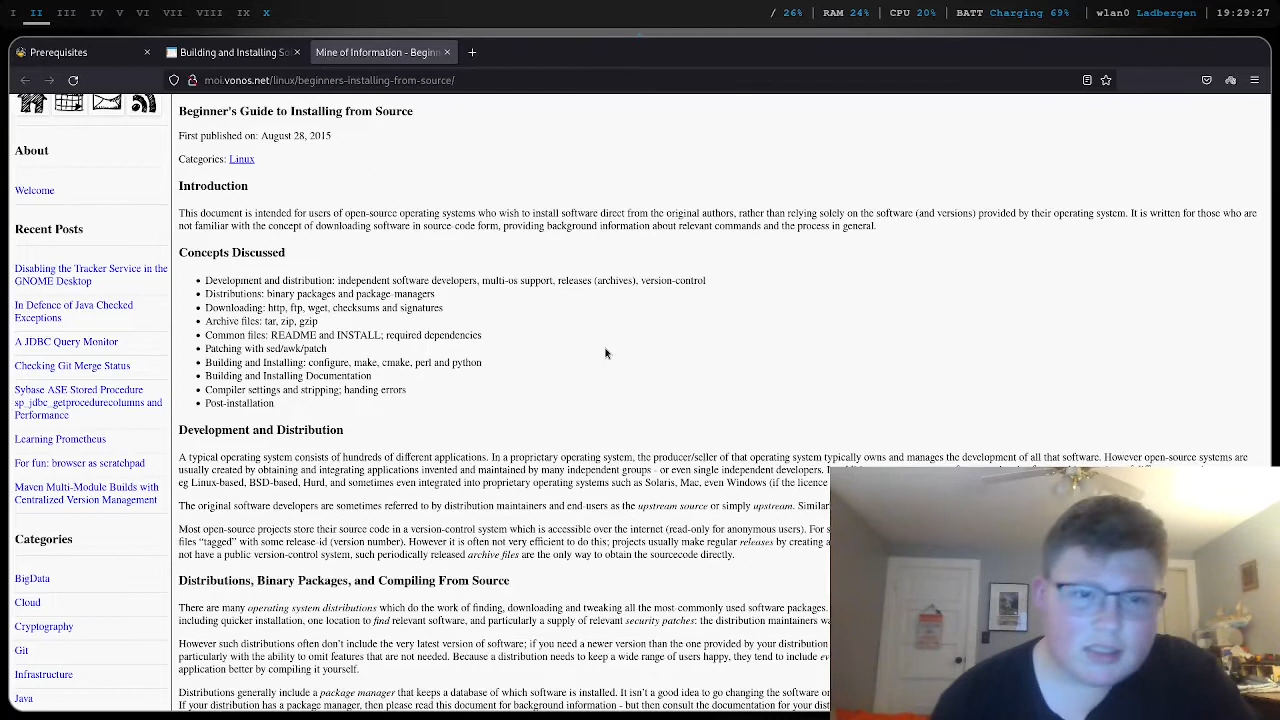 I II III IV V VI VII VIII IX X
/ 26% | RAM 24% | CPU 20% | BATT Charging 69% | wlan0 Ladbergen | 19:29:27
Prerequisites
Building and Installing So
Mine of Information - Beginn
moi.vonos.net/linux/beginners-installing-from-source/
About
Welcome
Recent Posts
Disabling the Tracker Service in the
GNOME Desktop
In Defence of Java Checked
Exceptions
A JDBC Query Monitor
Checking Git Merge Status
Sybase ASE Stored Procedure
sp_jdbc_getprocedurecolumns and
Performance
Learning Prometheus
For fun: browser as scratchpad
Maven Multi-Module Builds with
Centralized Version Management
Categories
BigData
Cloud
Cryptography
Git
Infrastructure
Java
Beginner's Guide to Installing from Source
First published on: August 28, 2015
Categories: Linux
Introduction
This document is intended for users of open-source operating systems who wish to install software direct from the original authors, rather than relying solely on the software (and versions) provided by their operating system. It is written for those who are
not familiar with the concept of downloading software in source-code form, providing background information about relevant commands and the process in general.
Concepts Discussed
• Development and distribution: independent software developers, multi-os support, releases (archives), version-control
• Distributions: binary packages and package-managers
• Downloading: http, ftp, wget, checksums and signatures
• Archive files: tar, zip, gzip
• Common files: README and INSTALL; required dependencies
• Patching with sed/awk/patch
• Building and Installing: configure, make, cmake, perl and python
• Building and Installing Documentation
• Compiler settings and stripping; handing errors
• Post-installation
Development and Distribution
A typical operating system consists of hundreds of different applications. In a proprietary operating system, the producer/seller of that operating system typically owns and manages the development of all that software. However open-source systems are
usually created by obtaining and integrating applications invented and maintained by many independent groups - or even single independent developers.
eg Linux-based, BSD-based, Hurd, and sometimes even integrated into proprietary operating systems such as Solaris, Mac, even Windows (if the licence
The original software developers are sometimes referred to by distribution maintainers and end-users as the upstream source or simply upstream. Similar
Most open-source projects store their source code in a version-control system which is accessible over the internet (read-only for anonymous users). For s
files “tagged” with some release-id (version number). However it is often not very efficient to do this; projects usually make regular releases by creating a
not have a public version-control system, such periodically released archive files are the only way to obtain the sourcecode directly.
Distributions, Binary Packages, and Compiling From Source
There are many operating system distributions which do the work of finding, downloading and tweaking all the most-commonly used software packages.
including quicker installation, one location to find relevant software, and particularly a supply of relevant security patches: the distribution maintainers wa
However such distributions often don't include the very latest version of software; if you need a newer version than the one provided by your distribution
particularly with the ability to omit features that are not needed. Because a distribution needs to keep a wide range of users happy, they tend to include ev
application better by compiling it yourself.
Distributions generally include a package manager that keeps a database of which software is installed. It isn't a good idea to go changing the software o
If your distribution has a package manager, then please read this document for background information - but then consult the documentation for your dist